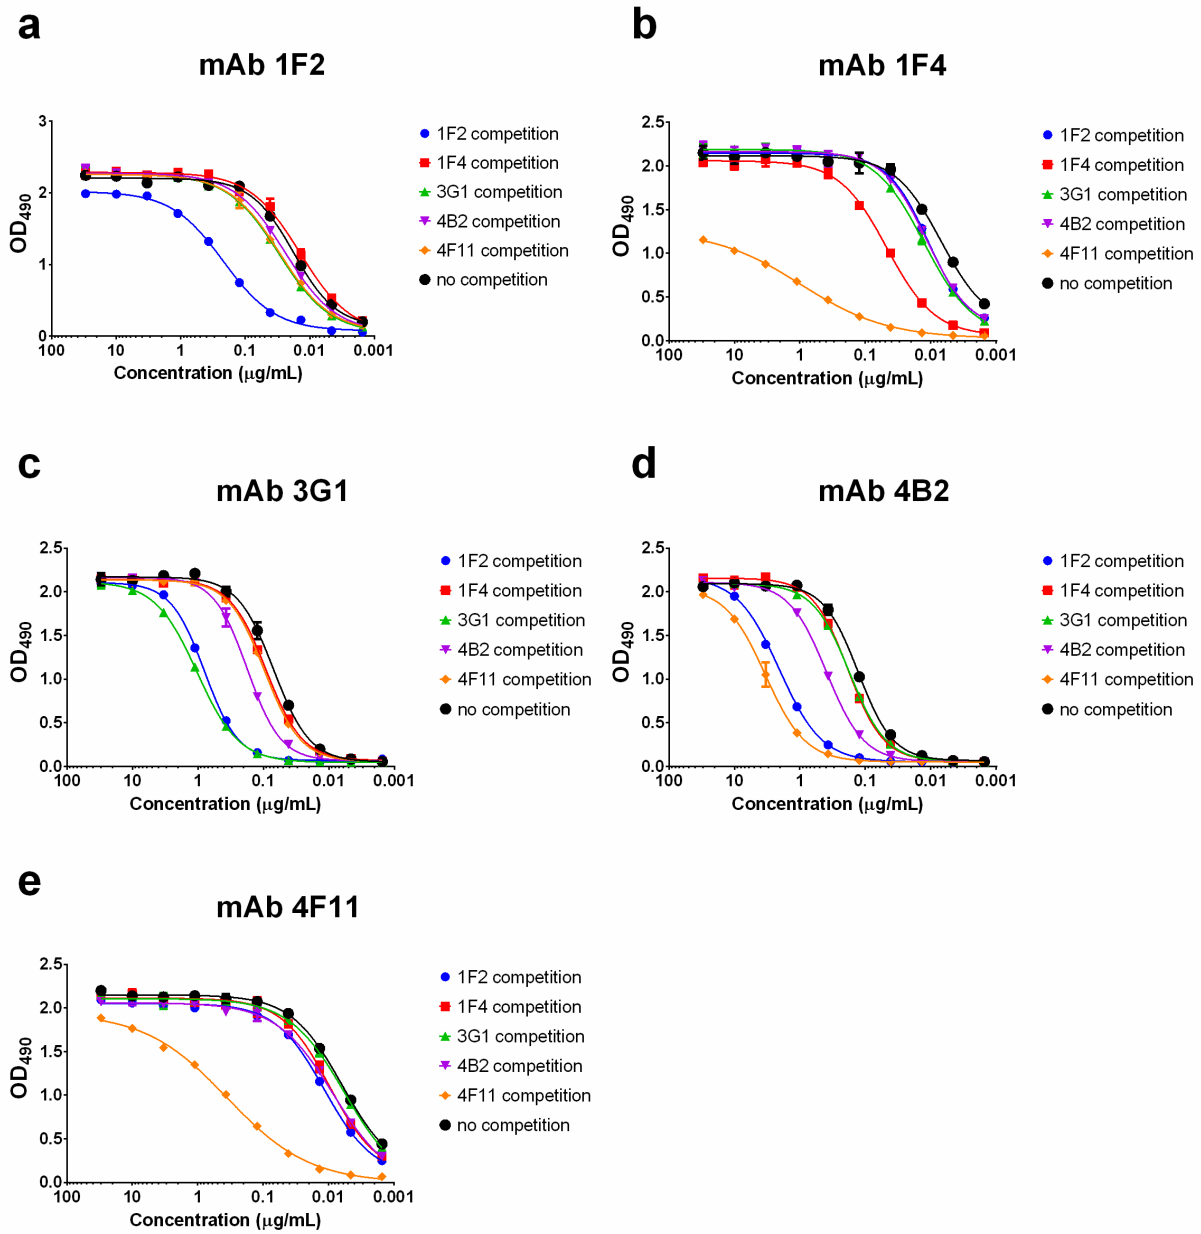 a
mAb 1F2
3
2
1
0
OD490
100
10
1
0.1
0.01
0.001
Concentration (μg/mL)
1F2 competition
1F4 competition
3G1 competition
4B2 competition
4F11 competition
no competition
b
mAb 1F4
2.5
2.0
1.5
1.0
0.5
0.0
OD490
100
10
1
0.1
0.01
0.001
Concentration (μg/mL)
1F2 competition
1F4 competition
3G1 competition
4B2 competition
4F11 competition
no competition
c
mAb 3G1
2.5
2.0
1.5
1.0
0.5
0.0
OD490
100
10
1
0.1
0.01
0.001
Concentration (μg/mL)
1F2 competition
1F4 competition
3G1 competition
4B2 competition
4F11 competition
no competition
d
mAb 4B2
2.5
2.0
1.5
1.0
0.5
0.0
OD490
100
10
1
0.1
0.01
0.001
Concentration (μg/mL)
1F2 competition
1F4 competition
3G1 competition
4B2 competition
4F11 competition
no competition
e
mAb 4F11
2.5
2.0
1.5
1.0
0.5
0.0
OD490
100
10
1
0.1
0.01
0.001
Concentration (μg/mL)
1F2 competition
1F4 competition
3G1 competition
4B2 competition
4F11 competition
no competition